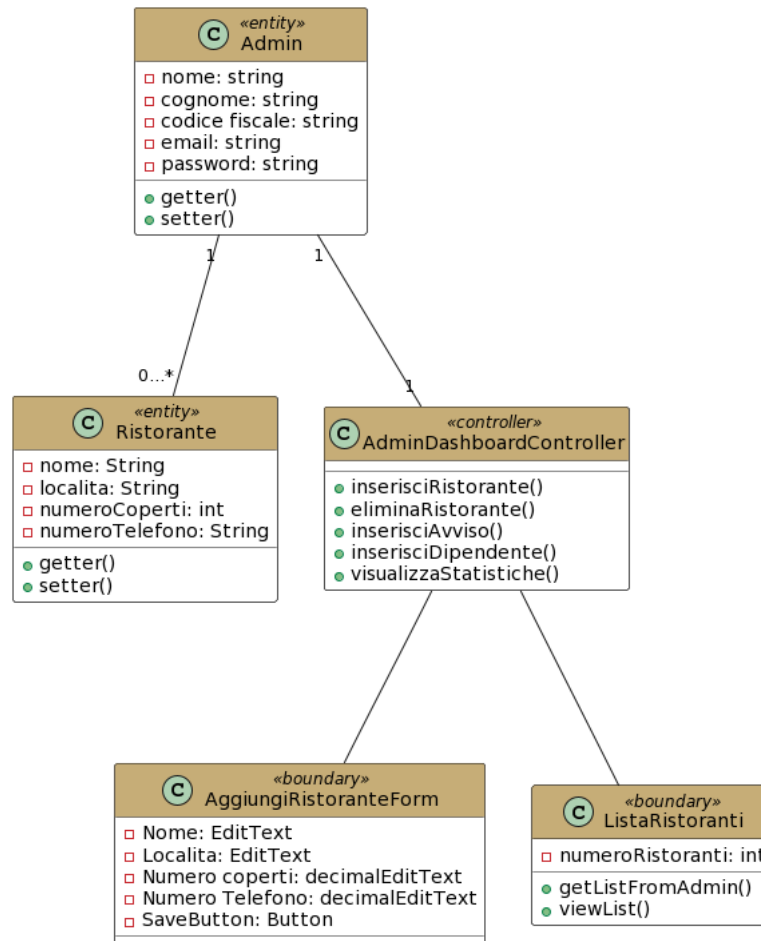 «entity»
C Admin
nome: string
cognome: string
codice fiscale: string
email: string
password: string
getter()
setter()
1
1
0...*
1
«entity»
C Ristorante
nome: String
localita: String
numeroCoperti: int
numeroTelefono: String
getter()
setter()
«controller»
C AdminDashboardController
inserisciRistorante()
eliminaRistorante()
inserisciAvviso()
inserisciDipendente()
visualizzaStatistiche()
«boundary»
C AggiungiRistoranteForm
Nome: EditText
Localita: EditText
Numero coperti: decimalEditText
Numero Telefono: decimalEditText
SaveButton: Button
«boundary»
C ListaRistoranti
numeroRistoranti: int
getListFromAdmin()
viewList()